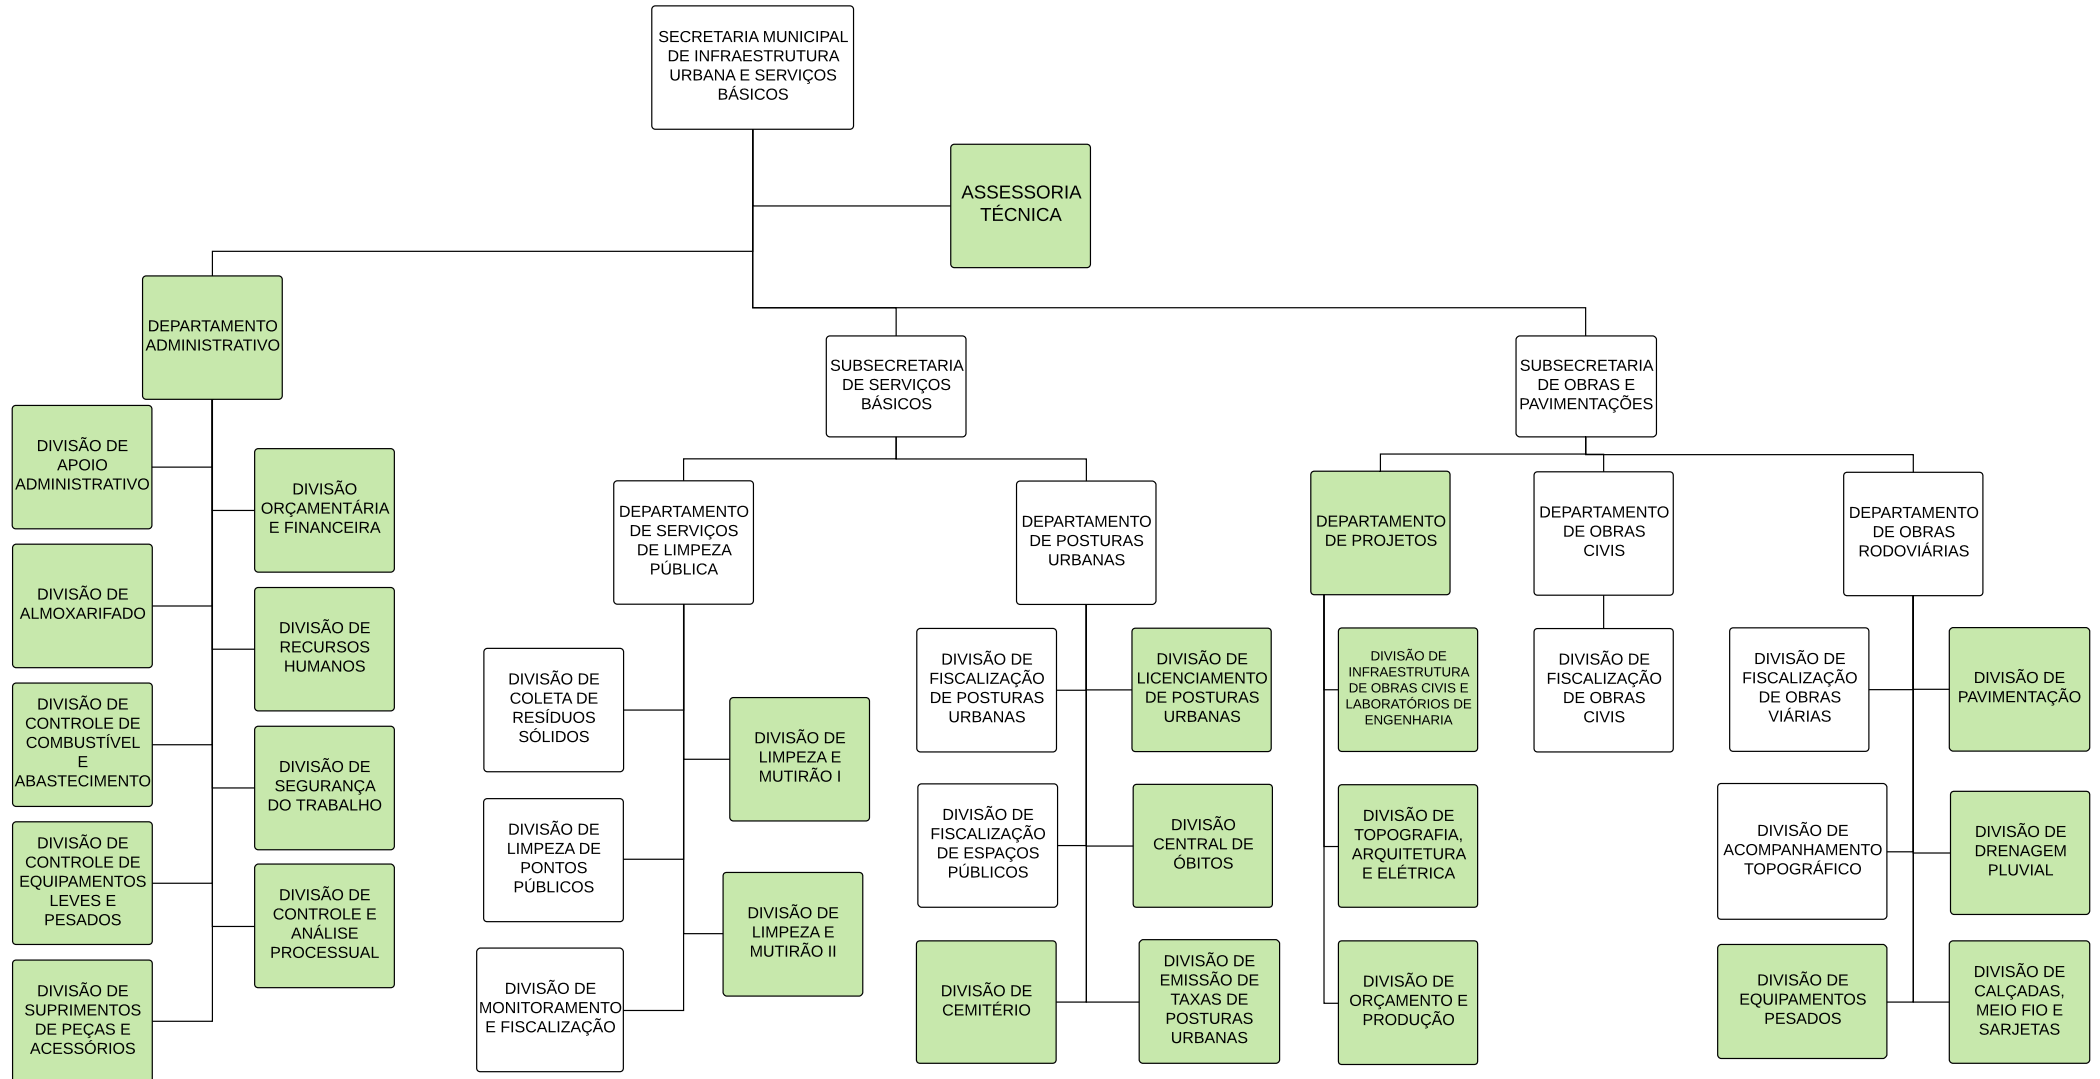 SECRETARIA MUNICIPAL
DE INFRAESTRUTURA
URBANA E SERVIÇOS
BÁSICOS
ASSESSORIA
TÉCNICA
DEPARTAMENTO
ADMINISTRATIVO
SUBSECRETARIA
DE SERVIÇOS
BÁSICOS
SUBSECRETARIA
DE OBRAS E
PAVIMENTAÇÕES
DIVISÃO DE
APOIO
ADMINISTRATIVO
DIVISÃO
ORÇAMENTÁRIA
E FINANCEIRA
DIVISÃO DE
ALMOXARIFADO
DIVISÃO DE
RECURSOS
HUMANOS
DIVISÃO DE
CONTROLE DE
COMBUSTÍVEL
E
ABASTECIMENTO
DIVISÃO DE
SEGURANÇA
DO TRABALHO
DIVISÃO DE
CONTROLE DE
EQUIPAMENTOS
LEVES E
PESADOS
DIVISÃO DE
CONTROLE E
ANÁLISE
PROCESSUAL
DIVISÃO DE
SUPRIMENTOS
DE PEÇAS E
ACESSÓRIOS
DEPARTAMENTO
DE SERVIÇOS
DE LIMPEZA
PÚBLICA
DIVISÃO DE
COLETA DE
RESÍDUOS
SÓLIDOS
DIVISÃO DE
LIMPEZA E
MUTIRÃO I
DIVISÃO DE
LIMPEZA DE
PONTOS
PÚBLICOS
DIVISÃO DE
LIMPEZA E
MUTIRÃO II
DIVISÃO DE
MONITORAMENTO
E FISCALIZAÇÃO
DEPARTAMENTO
DE POSTURAS
URBANAS
DIVISÃO DE
FISCALIZAÇÃO
DE POSTURAS
URBANAS
DIVISÃO DE
LICENCIAMENTO
DE POSTURAS
URBANAS
DIVISÃO DE
FISCALIZAÇÃO
DE ESPAÇOS
PÚBLICOS
DIVISÃO
CENTRAL DE
ÓBITOS
DIVISÃO DE
CEMITÉRIO
DIVISÃO DE
EMISSÃO DE
TAXAS DE
POSTURAS
URBANAS
DEPARTAMENTO
DE PROJETOS
DIVISÃO DE
INFRAESTRUTURA
DE OBRAS CIVIS E
LABORATÓRIOS DE
ENGENHARIA
DIVISÃO DE
TOPOGRAFIA,
ARQUITETURA
E ELÉTRICA
DIVISÃO DE
ORÇAMENTO E
PRODUÇÃO
DEPARTAMENTO
DE OBRAS
CIVIS
DIVISÃO DE
FISCALIZAÇÃO
DE OBRAS
CIVIS
DEPARTAMENTO
DE OBRAS
RODOVIÁRIAS
DIVISÃO DE
FISCALIZAÇÃO
DE OBRAS
VIÁRIAS
DIVISÃO DE
PAVIMENTAÇÃO
DIVISÃO DE
ACOMPANHAMENTO
TOPOGRÁFICO
DIVISÃO DE
DRENAGEM
PLUVIAL
DIVISÃO DE
EQUIPAMENTOS
PESADOS
DIVISÃO DE
CALÇADAS,
MEIO FIO E
SARJETAS